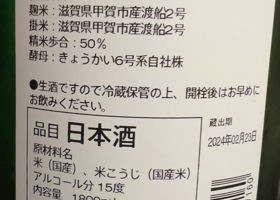 麹米：滋賀県甲賀市産渡船2号
掛米：滋賀県甲賀市産渡船2号
精米歩合：50％
酵母：きょうかい6号系自社株
●生酒ですので冷蔵保管の上、開栓後はお早めに
お飲みください。
品目 日本酒
原材料名
米（国産）、米こうじ（国産米）
アルコール分 15度
内容量 1800ml
蔵出期
2024年02月23日